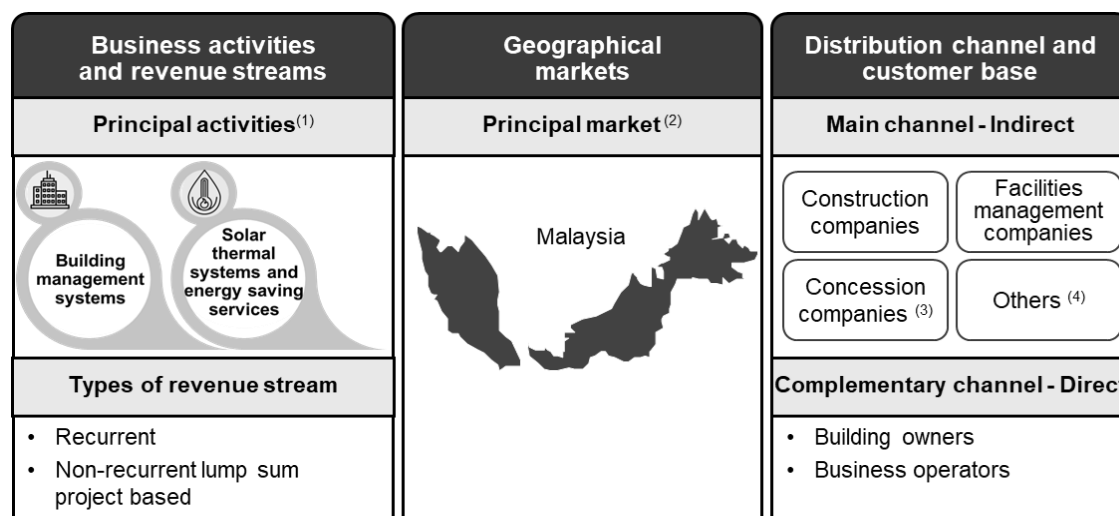 Business activities
and revenue streams
Principal activities(1)
Building
management
systems
Solar
thermal
systems and
energy saving
services
Types of revenue stream
• Recurrent
• Non-recurrent lump sum
project based
Geographical
markets
Principal market(2)
Malaysia
Distribution channel and
customer base
Main channel - Indirect
Construction
companies
Facilities
management
companies
Concession
companies (3)
Others (4)
Complementary channel - Direct
• Building owners
• Business operators